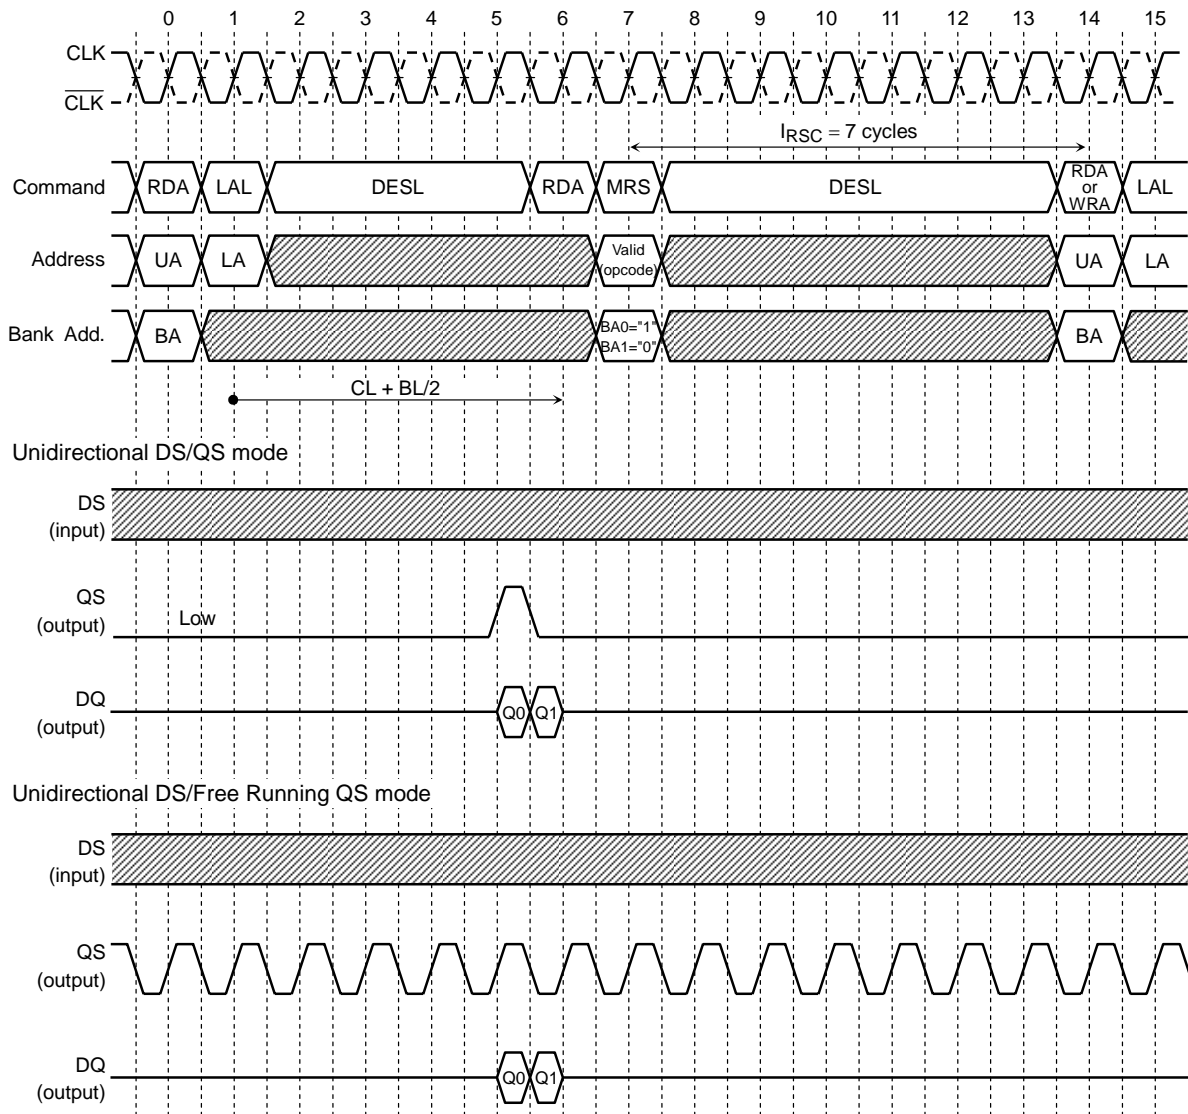 0 1 2 3 4 5 6 7 8 9 10 11 12 13 14 15
CLK
CLK
IRSC = 7 cycles
Command RDA LAL DESL RDA MRS DESL RDA or WRA LAL
Address UA LA Valid (opcode) UA LA
Bank Add. BA BA0="1" BA1="0" BA
CL + BL/2
Unidirectional DS/QS mode
DS
(input)
QS
(output)
Low
DQ
(output)
Q0 Q1
Unidirectional DS/Free Running QS mode
DS
(input)
QS
(output)
DQ
(output)
Q0 Q1